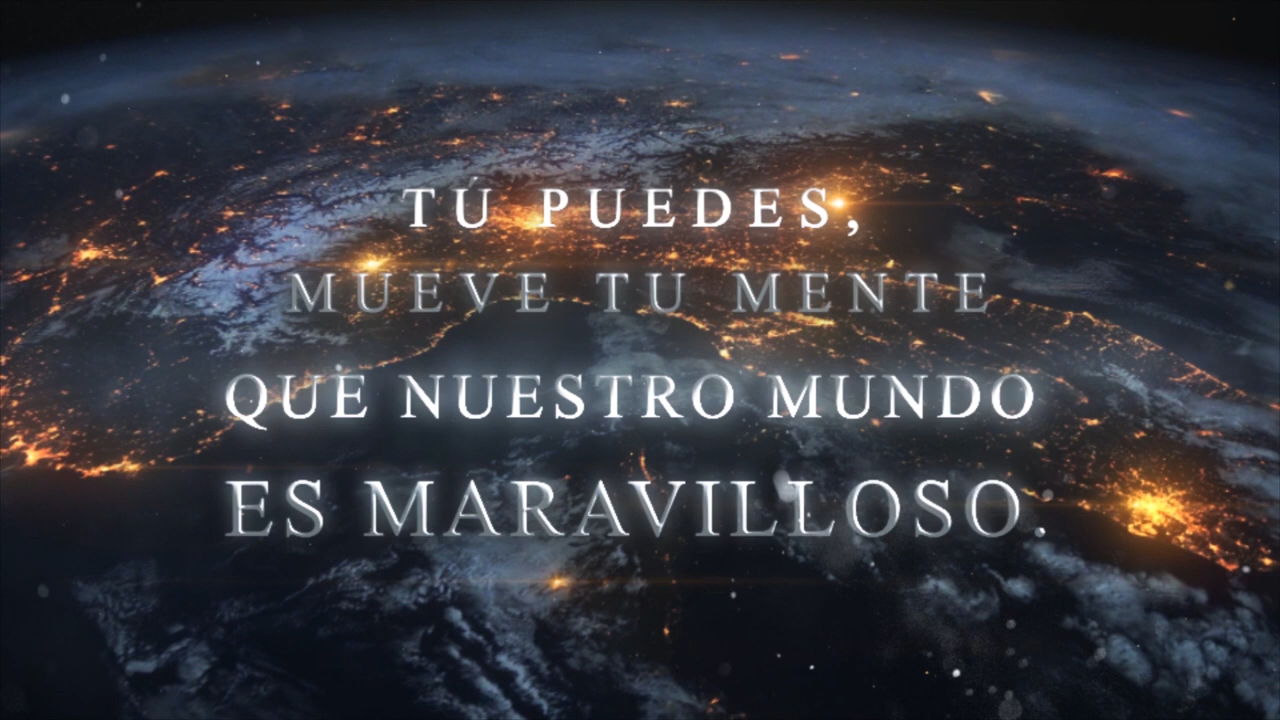 TÚ PUEDES,
MUEVE TU MENTE
QUE NUESTRO MUNDO
ES MARAVILLOSO.